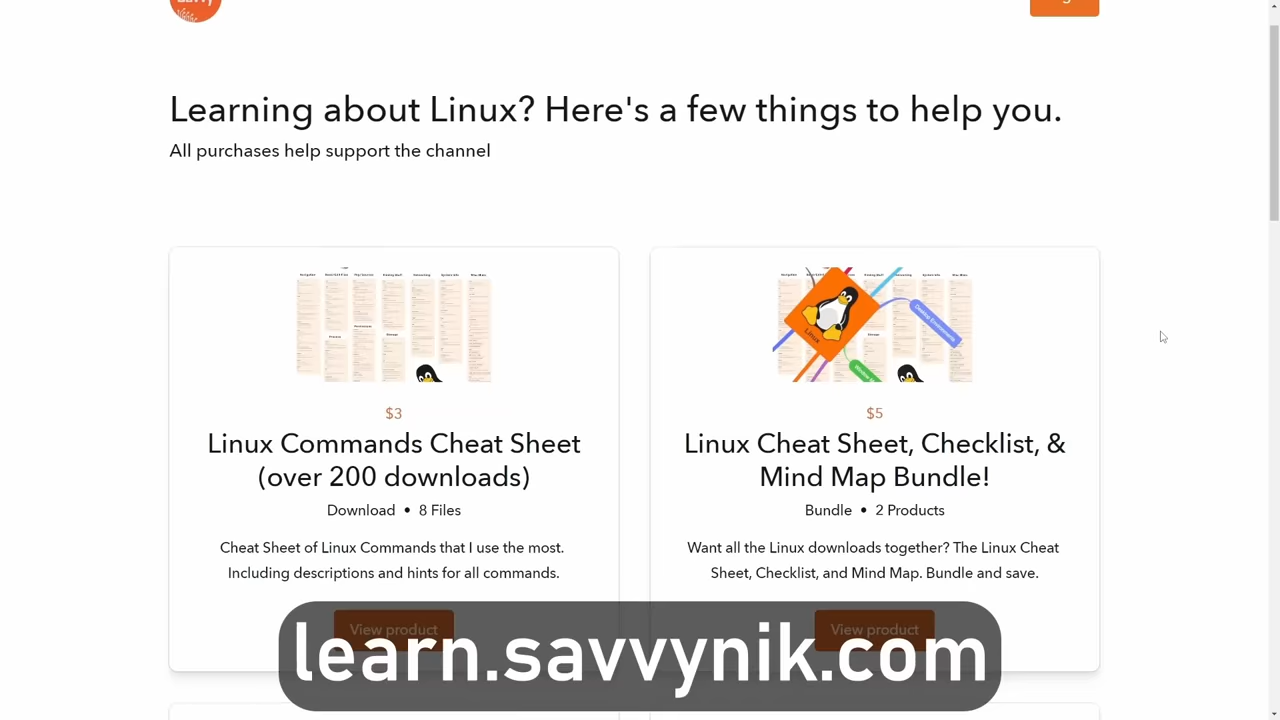 Savvy
Learning about Linux? Here's a few things to help you.
All purchases help support the channel
$3
Linux Commands Cheat Sheet
(over 200 downloads)
Download • 8 Files
Cheat Sheet of Linux Commands that I use the most.
Including descriptions and hints for all commands.
View product
Linux
$5
Linux Cheat Sheet, Checklist, &
Mind Map Bundle!
Bundle • 2 Products
Want all the Linux downloads together? The Linux Cheat
Sheet, Checklist, and Mind Map. Bundle and save.
View product
learn.savvynik.com